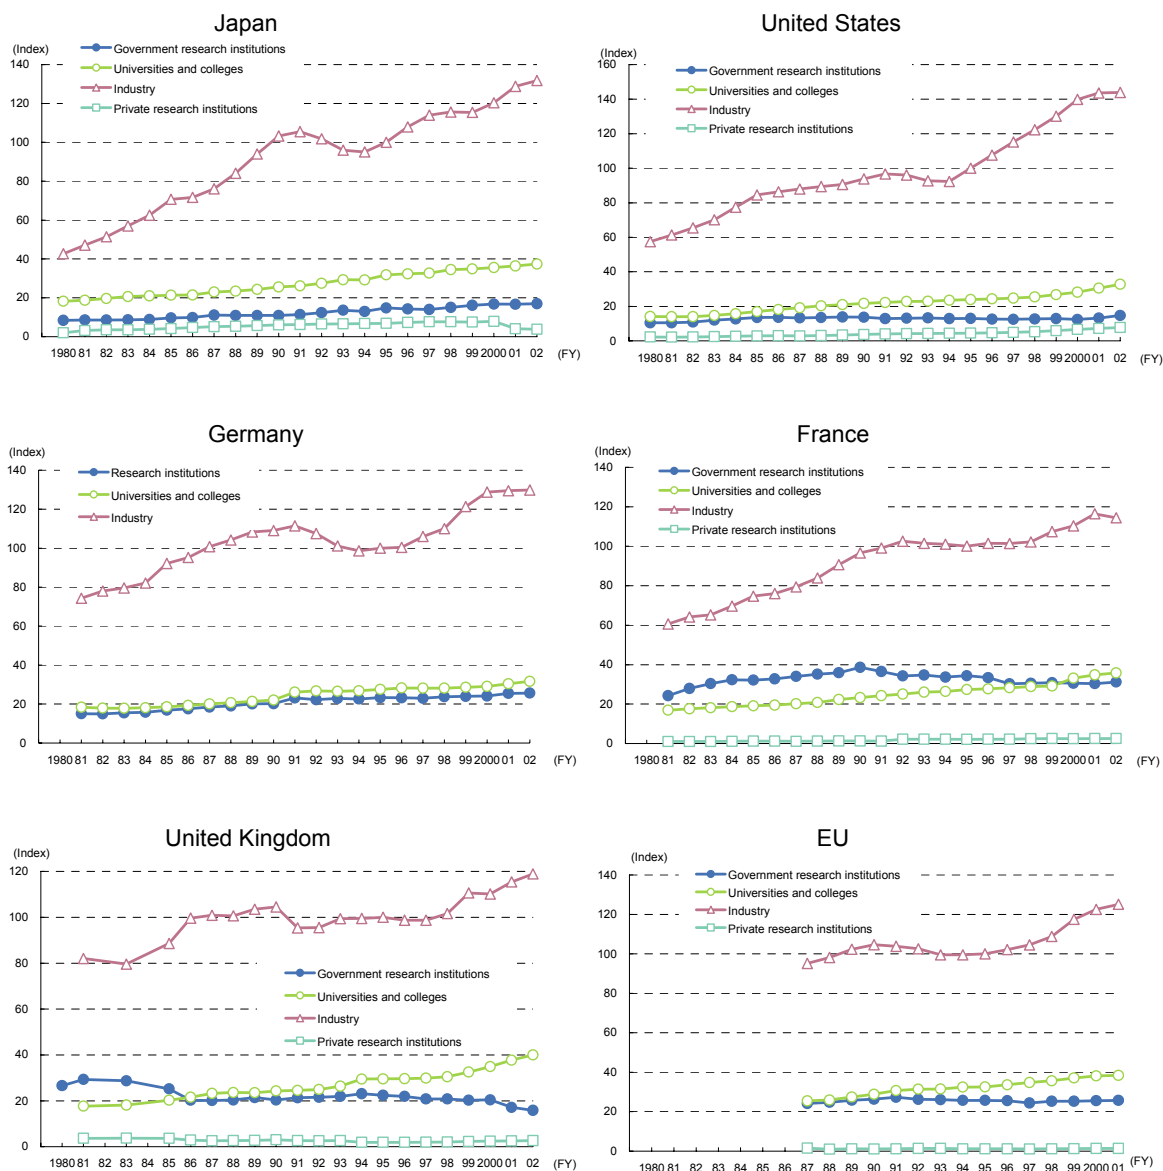 Japan
(Index)
Government research institutions
Universities and colleges
Industry
Private research institutions
140
120
100
80
60
40
20
0
1980 81 82 83 84 85 86 87 88 89 90 91 92 93 94 95 96 97 98 99 2000 01 02 (FY)
United States
(Index)
Government research institutions
Universities and colleges
Industry
Private research institutions
160
140
120
100
80
60
40
20
0
1980 81 82 83 84 85 86 87 88 89 90 91 92 93 94 95 96 97 98 99 2000 01 02 (FY)
Germany
(Index)
Research institutions
Universities and colleges
Industry
140
120
100
80
60
40
20
0
1980 81 82 83 84 85 86 87 88 89 90 91 92 93 94 95 96 97 98 99 2000 01 02 (FY)
France
(Index)
Government research institutions
Universities and colleges
Industry
Private research institutions
140
120
100
80
60
40
20
0
1980 81 82 83 84 85 86 87 88 89 90 91 92 93 94 95 96 97 98 99 2000 01 02 (FY)
United Kingdom
(Index)
120
100
80
60
40
20
0
Government research institutions
Universities and colleges
Industry
Private research institutions
1980 81 83 84 85 86 87 88 89 90 91 92 93 94 95 96 97 98 99 2000 01 02 (FY)
EU
(Index)
Government research institutions
Universities and colleges
Industry
Private research institutions
140
120
100
80
60
40
20
0
1980 81 82 83 84 85 86 87 88 89 90 91 92 93 94 95 96 97 98 99 2000 01 (FY)